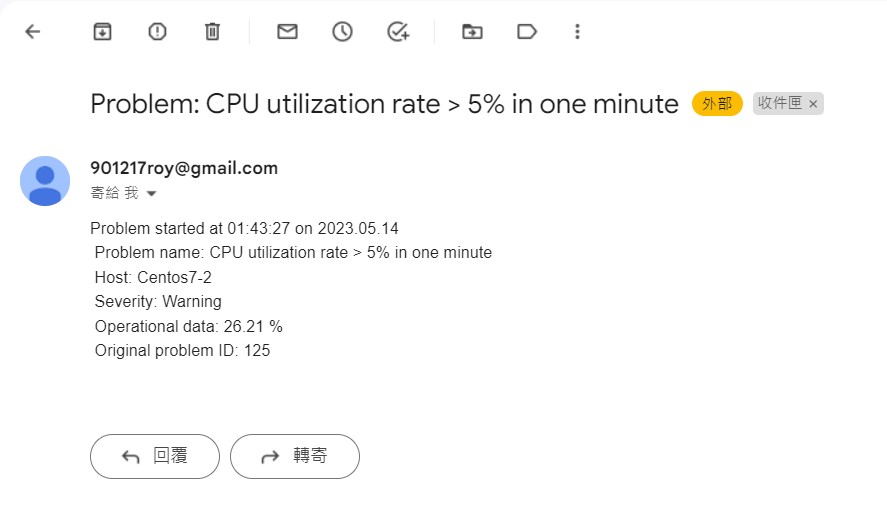 Problem: CPU utilization rate > 5% in one minute 外部 收件匣 ×
901217roy@gmail.com
寄給 我
Problem started at 01:43:27 on 2023.05.14
Problem name: CPU utilization rate > 5% in one minute
Host: Centos7-2
Severity: Warning
Operational data: 26.21 %
Original problem ID: 125
回覆 轉寄